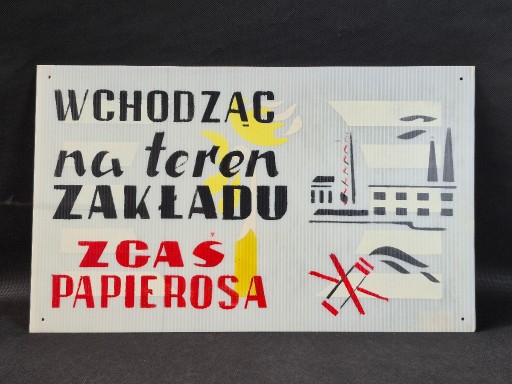 WCHODZĄC
na teren
ZAKŁADU
ZGAŚ
PAPIEROSA